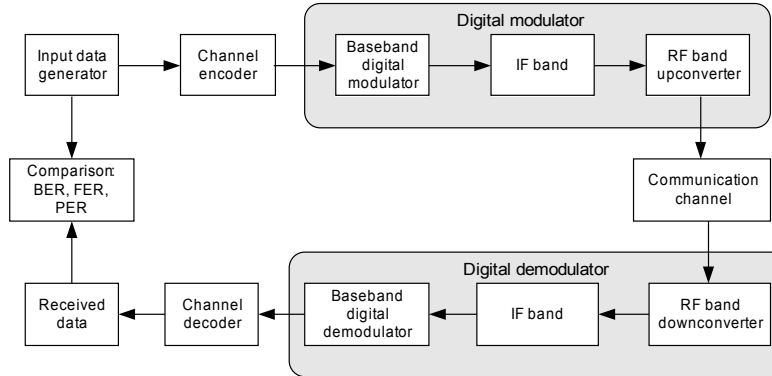 Digital modulator
Input data
generator
Channel
encoder
Baseband
digital
modulator
IF band
RF band
upconverter
Comparison:
BER, FER,
PER
Communication
channel
Digital demodulator
Received
data
Channel
decoder
Baseband
digital
demodulator
IF band
RF band
downconverter